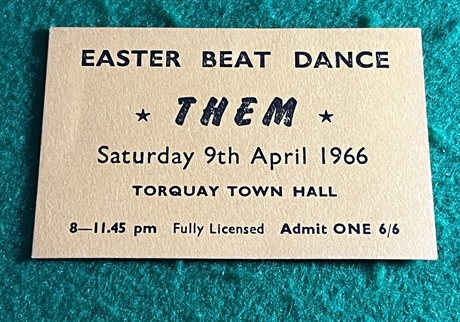 EASTER BEAT DANCE
★ THEM ★
Saturday 9th April 1966
TORQUAY TOWN HALL
8—11.45 pm Fully Licensed Admit ONE 6/6